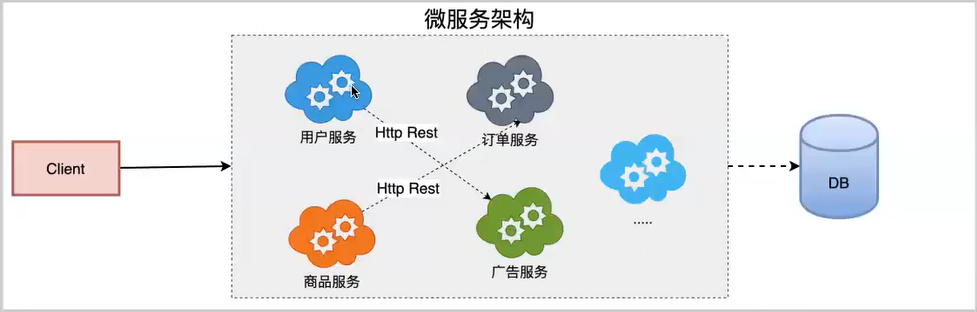 微服务架构
用户服务
Http Rest
订单服务
Client
Http Rest
商品服务
广告服务
.....
DB